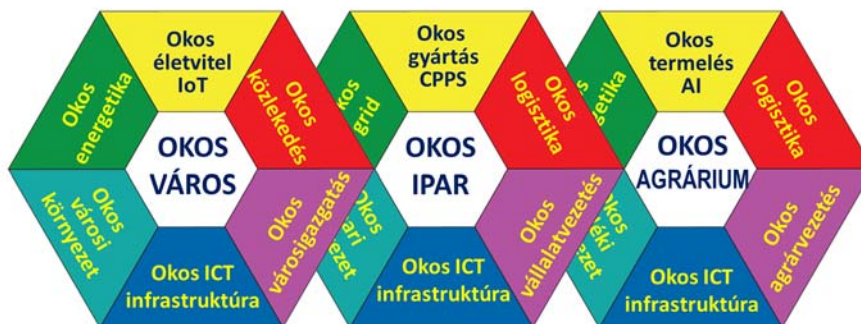 Okos
életvitel
IoT
Okos
energetika
Okos
közlekedés
OKOS
VÁROS
Okos
városi
környezet
Okos
városigazgatás
Okos ICT
infrastruktúra
Okos
gyártás
CPPS
grid
Okos
logisztika
OKOS
IPAR
Okos
vállalatvezetés
Okos ICT
infrastruktúra
Okos
termelés
AI
Okos
logisztika
OKOS
AGRÁRIUM
Okos
Okos
agrárvezetés
Okos ICT
infrastruktúra